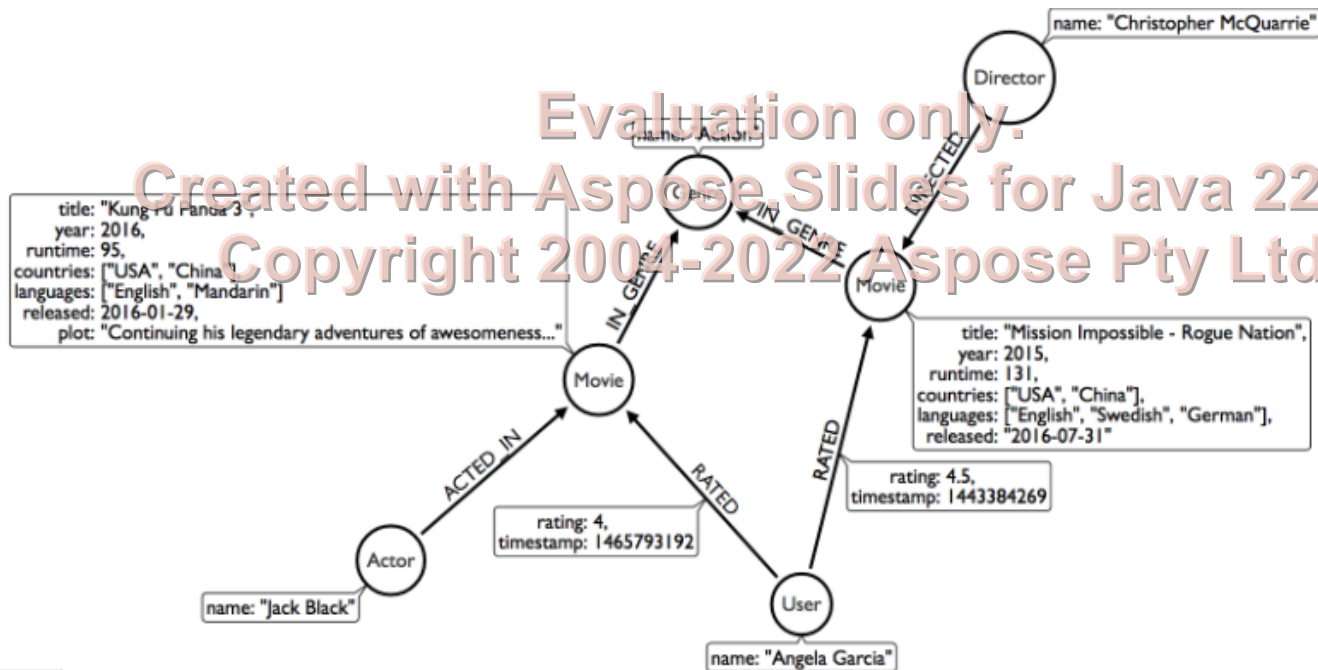 name: "Christopher McQuarrie"
Director
Evaluation only.
name: "Action"
Created with Aspose.Slides for Java 22
Genre
DIRECTED
IN_GENRE
Copyright 2004-2022 Aspose Pty Ltd
title: "Kung Fu Panda 3",
year: 2016,
runtime: 95,
countries: ["USA", "China"],
languages: ["English", "Mandarin"]
released: 2016-01-29,
plot: "Continuing his legendary adventures of awesomeness..."
IN_GENRE
Movie
title: "Mission Impossible - Rogue Nation",
year: 2015,
runtime: 131,
countries: ["USA", "China"],
languages: ["English", "Swedish", "German"],
released: "2016-07-31"
Movie
ACTED_IN
RATED
RATED
rating: 4.5,
timestamp: 1443384269
rating: 4,
timestamp: 1465793192
Actor
name: "Jack Black"
User
name: "Angela Garcia"